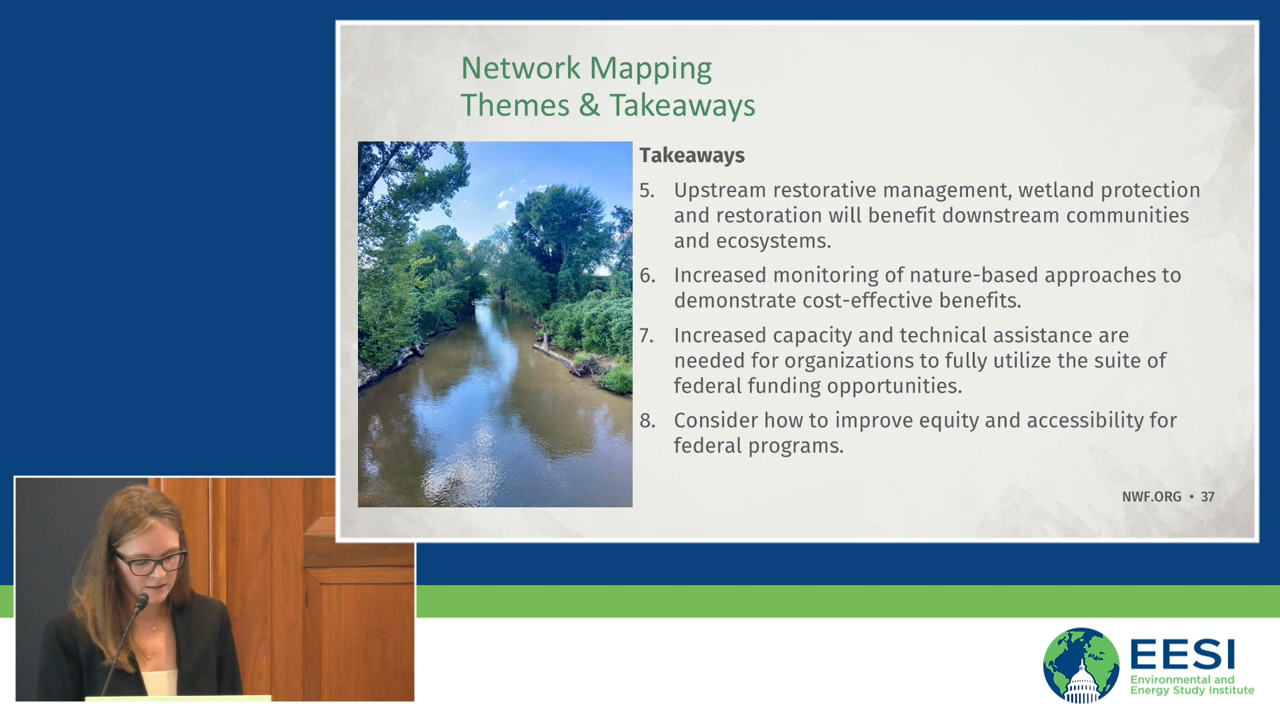 Network Mapping
Themes & Takeaways
Takeaways
5. Upstream restorative management, wetland protection
and restoration will benefit downstream communities
and ecosystems.
6. Increased monitoring of nature-based approaches to
demonstrate cost-effective benefits.
7. Increased capacity and technical assistance are
needed for organizations to fully utilize the suite of
federal funding opportunities.
8. Consider how to improve equity and accessibility for
federal programs.
NWF.ORG • 37
EESI
Environmental and
Energy Study Institute